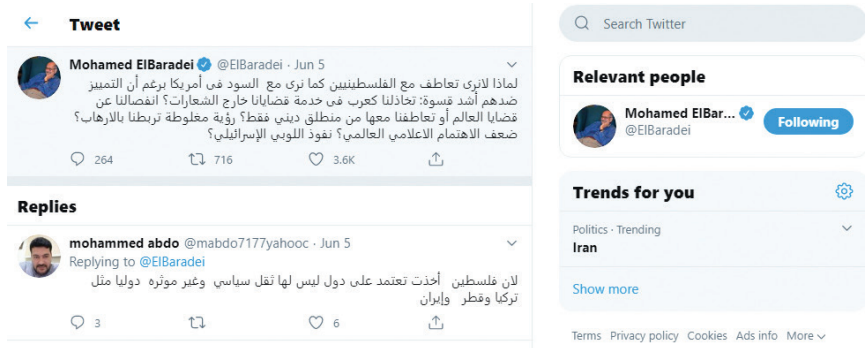 Tweet
Mohamed ElBaradei @ElBaradei · Jun 5
لماذا لانرى تعاطف مع الفلسطينيين كما نرى مع السود فى أمريكا برغم أن التمييز
ضدهم أشد قسوة: تخاذلنا كعرب فى خدمة قضايانا خارج الشعارات؟ انفصالنا عن
قضايا العالم أو تعاطفنا معها من منطلق ديني فقط؟ رؤية مغلوطة تربطنا بالارهاب؟
ضعف الاهتمام الاعلامي العالمي؟ نفوذ اللوبي الإسرائيلي؟
264 716 3.6K
Replies
mohammed abdo @mabdo7177yahooc · Jun 5
Replying to @ElBaradei
لان فلسطين أخذت تعتمد على دول ليس لها ثقل سياسي وغير موثره دوليا مثل
تركيا وقطر وإيران
3 6
Search Twitter
Relevant people
Mohamed ElBar...
@ElBaradei
Following
Trends for you
Politics · Trending
Iran
Show more
Terms Privacy policy Cookies Ads info More